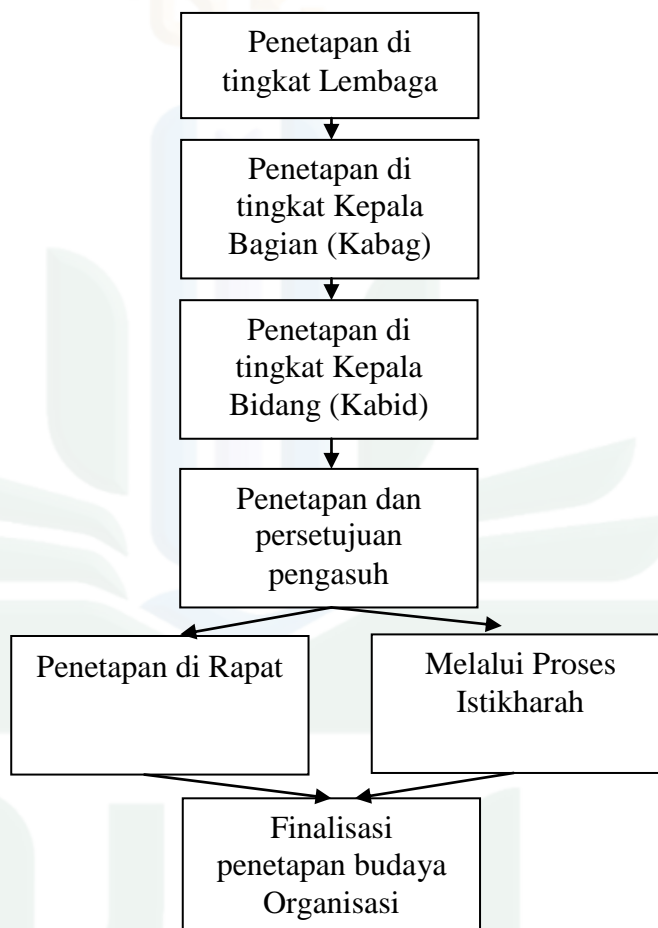 Penetapan di
tingkat Lembaga
Penetapan di
tingkat Kepala
Bagian (Kabag)
Penetapan di
tingkat Kepala
Bidang (Kabid)
Penetapan dan
persetujuan
pengasuh
Penetapan di Rapat
Melalui Proses
Istikharah
Finalisasi
penetapan budaya
Organisasi